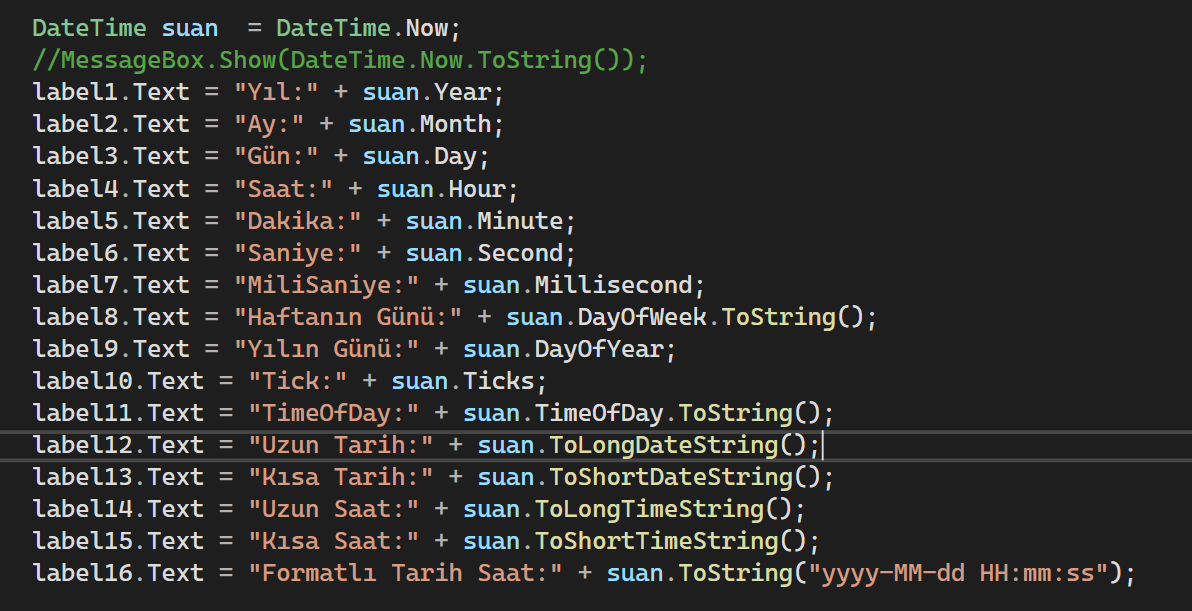 DateTime suan  = DateTime.Now;
//MessageBox.Show(DateTime.Now.ToString());
label1.Text = "Yıl:" + suan.Year;
label2.Text = "Ay:" + suan.Month;
label3.Text = "Gün:" + suan.Day;
label4.Text = "Saat:" + suan.Hour;
label5.Text = "Dakika:" + suan.Minute;
label6.Text = "Saniye:" + suan.Second;
label7.Text = "MiliSaniye:" + suan.Millisecond;
label8.Text = "Haftanın Günü:" + suan.DayOfWeek.ToString();
label9.Text = "Yılın Günü:" + suan.DayOfYear;
label10.Text = "Tick:" + suan.Ticks;
label11.Text = "TimeOfDay:" + suan.TimeOfDay.ToString();
label12.Text = "Uzun Tarih:" + suan.ToLongDateString();
label13.Text = "Kısa Tarih:" + suan.ToShortDateString();
label14.Text = "Uzun Saat:" + suan.ToLongTimeString();
label15.Text = "Kısa Saat:" + suan.ToShortTimeString();
label16.Text = "Formatlı Tarih Saat:" + suan.ToString("yyyy-MM-dd HH:mm:ss");